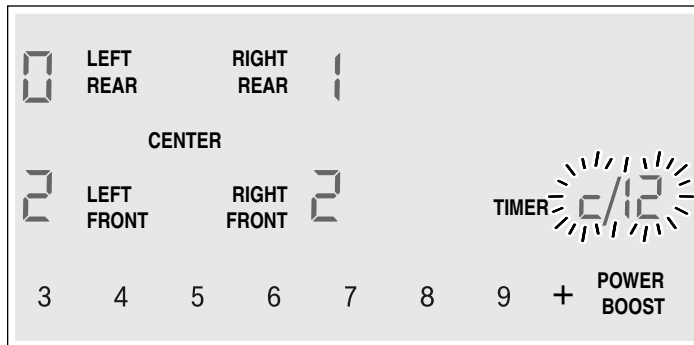 0 LEFT REAR RIGHT REAR 1
CENTER
2 LEFT FRONT RIGHT FRONT 2 TIMER c/12
3 4 5 6 7 8 9 + POWER BOOST